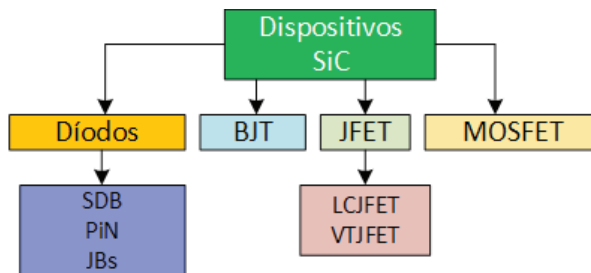 Dispositivos
SiC
Díodos
BJT
JFET
MOSFET
SDB
PiN
JBs
LCJFET
VTJFET